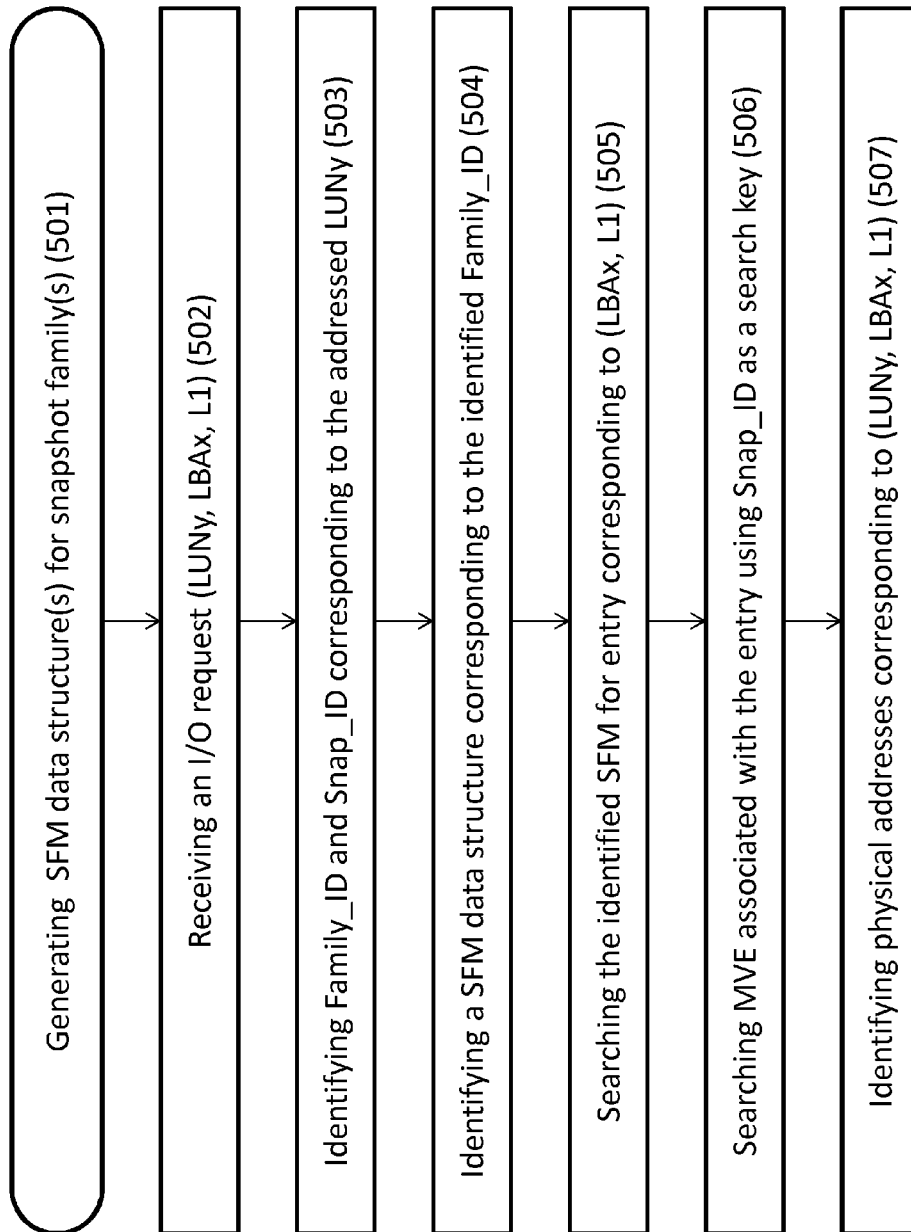 Generating SFM data structure(s) for snapshot family(s) (501)
Receiving an I/O request (LUNy, LBAx, L1) (502)
Identifying Family_ID and Snap_ID corresponding to the addressed LUNy (503)
Identifying a SFM data structure corresponding to the identified Family_ID (504)
Searching the identified SFM for entry corresponding to (LBAx, L1) (505)
Searching MVE associated with the entry using Snap_ID as a search key (506)
Identifying physical addresses corresponding to (LUNy, LBAx, L1) (507)